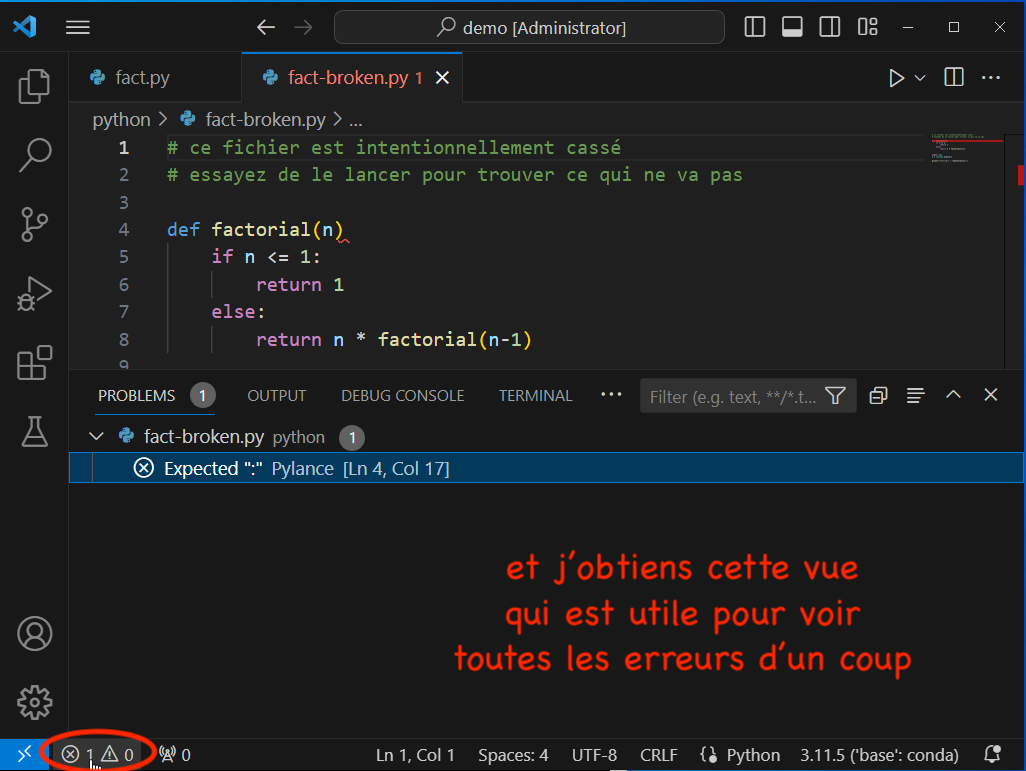 demo [Administrator]
fact.py
fact-broken.py 1
python > fact-broken.py > ...
1 # ce fichier est intentionnellement cassé
2 # essayez de le lancer pour trouver ce qui ne va pas
3
4 def factorial(n)
5 if n <= 1:
6 return 1
7 else:
8 return n * factorial(n-1)
9
PROBLEMS 1 OUTPUT DEBUG CONSOLE TERMINAL ··· Filter (e.g. text, **/*.t...
fact-broken.py python 1
Expected ":" Pylance [Ln 4, Col 17]
et j'obtiens cette vue
qui est utile pour voir
toutes les erreurs d'un coup
1 0 0 Ln 1, Col 1 Spaces: 4 UTF-8 CRLF {} Python 3.11.5 ('base': conda)